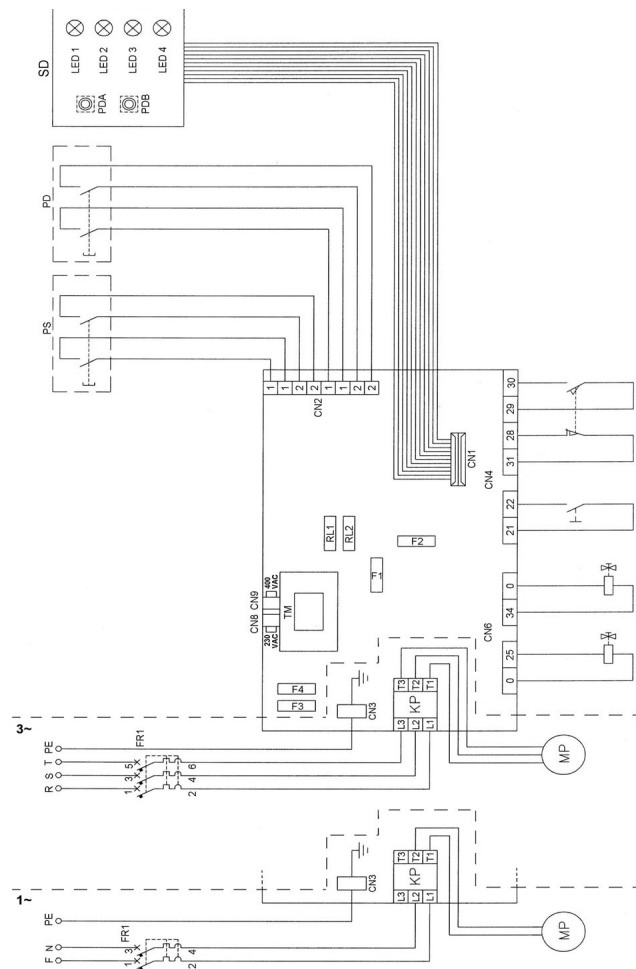 SD
LED 1
LED 2
LED 3
LED 4
PDA
PDB
PD
PS
1
1
2
2
1
1
2
2
CN2
30
29
28
31
22
21
0
34
25
0
CN4
CN1
CN6
RL1
RL2
F2
F1
CN8 CN9
230 VAC
400 VAC
TM
F4
F3
CN3
L3 T3
L2 T2
L1 T1
KP
MP
3~
R S T PE
FR1
1 3 5
2 4 6
CN3
L3 T3
L2 T2
L1 T1
KP
MP
1~
F N PE
FR1
1 3
2 4